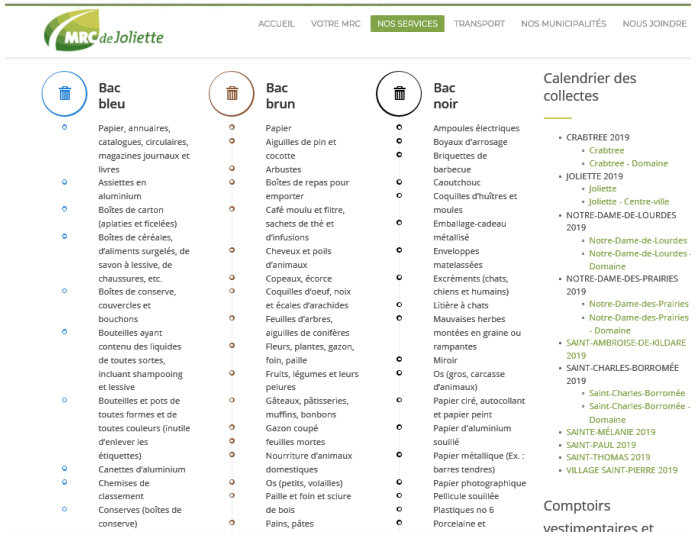 MRC de Joliette
ACCUEIL VOTRE MRC NOS SERVICES TRANSPORT NOS MUNICIPALITÉS NOUS JOINDRE
Bac
bleu
Papier, annuaires,
catalogues, circulaires,
magazines journaux et
livres
Assiettes en
aluminium
Boîtes de carton
(aplaties et ficelées)
Boîtes de céréales,
d'aliments surgelés, de
savon à lessive, de
chaussures, etc.
Boîtes de conserve,
couvercles et
bouchons
Bouteilles ayant
contenu des liquides
de toutes sortes,
incluant shampooing
et lessive
Bouteilles et pots de
toutes formes et de
toutes couleurs (inutile
d'enlever les
étiquettes)
Canettes d'aluminium
Chemises de
classement
Conserves (boîtes de
conserve)
Bac
brun
Papier
Aiguilles de pin et
cocotte
Arbustes
Boîtes de repas pour
emporter
Café moulu et filtre,
sachets de thé et
d'infusions
Cheveux et poils
d'animaux
Copeaux, écorce
Coquilles d'oeuf, noix
et écales d'arachides
Feuilles d'arbres,
aiguilles de conifères
Fleurs, plantes, gazon,
foin, paille
Fruits, légumes et leurs
pelures
Gâteaux, pâtisseries,
muffins, bonbons
Gazon coupé
feuilles mortes
Nourriture d'animaux
domestiques
Os (petits, volailles)
Paille et foin et sciure
de bois
Pains, pâtes
Bac
noir
Ampoules électriques
Boyaux d'arrosage
Briquettes de
barbecue
Caoutchouc
Coquilles d'huîtres et
moules
Emballage-cadeau
métallisé
Enveloppes
matelassées
Excréments (chats,
chiens et humains)
Litière à chats
Mauvaises herbes
montées en graine ou
rampantes
Miroir
Os (gros, carcasse
d'animaux)
Papier ciré, autocollant
et papier peint
Papier d'aluminium
souillé
Papier métallique (Ex. :
barres tendres)
Papier photographique
Pellicule souillée
Plastiques no 6
Porcelaine et
Calendrier des
collectes
CRABTREE 2019
Crabtree
Crabtree - Domaine
JOLIETTE 2019
Joliette
Joliette - Centre-ville
NOTRE-DAME-DE-LOURDES
2019
Notre-Dame-de-Lourdes
Notre-Dame-de-Lourdes -
Domaine
NOTRE-DAME-DES-PRAIRIES
2019
Notre-Dame-des-Prairies
Notre-Dame-des-Prairies
- Domaine
SAINT-AMBROISE-DE-KILDARE
2019
SAINT-CHARLES-BORROMÉE
2019
Saint-Charles-Borromée
Saint-Charles-Borromée -
Domaine
SAINTE-MÉLANIE 2019
SAINT-PAUL 2019
SAINT-THOMAS 2019
VILLAGE SAINT-PIERRE 2019
Comptoirs
vestimentaires et